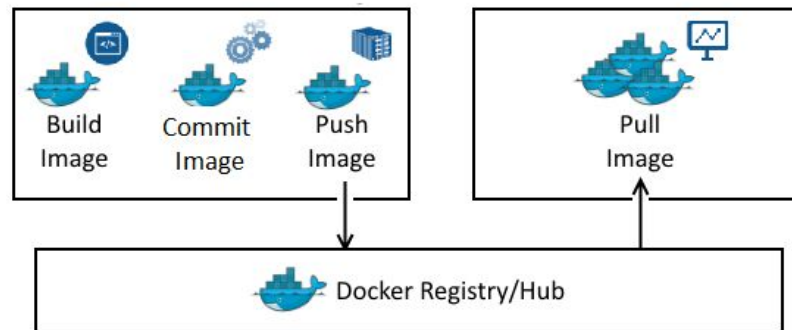 Build
Image
Commit
Image
Push
Image
Pull
Image
Docker Registry/Hub